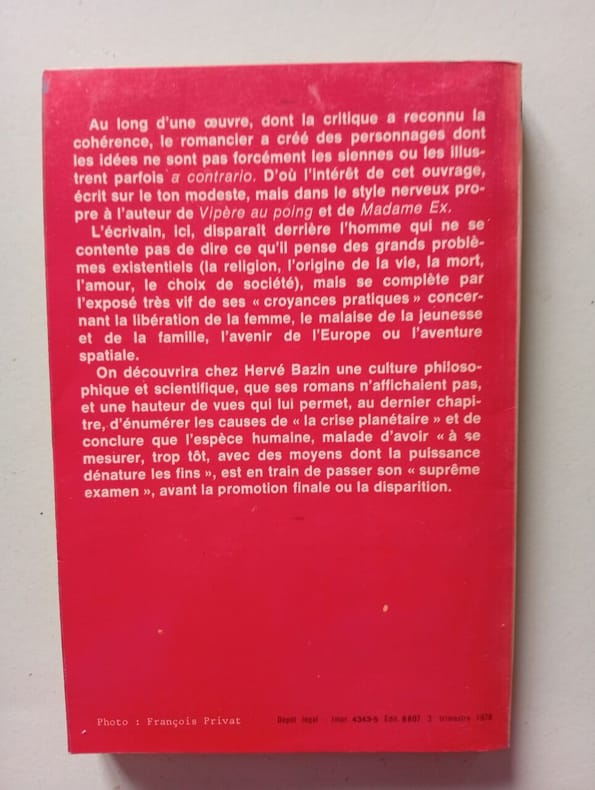 Au long d'une œuvre, dont la critique a reconnu la
cohérence, le romancier a créé des personnages dont
les idées ne sont pas forcément les siennes ou les illus-
trent parfois a contrario. D'où l'intérêt de cet ouvrage,
écrit sur le ton modeste, mais dans le style nerveux pro-
pre à l'auteur de Vipère au poing et de Madame Ex.
L'écrivain, ici, disparaît derrière l'homme qui ne se
contente pas de dire ce qu'il pense des grands problè-
mes existentiels (la religion, l'origine de la vie, la mort,
l'amour, le choix de société), mais se complète par
l'exposé très vif de ses « croyances pratiques » concer-
nant la libération de la femme, le malaise de la jeunesse
et de la famille, l'avenir de l'Europe ou l'aventure
spatiale.
On découvrira chez Hervé Bazin une culture philoso-
phique et scientifique, que ses romans n'affichaient pas,
et une hauteur de vues qui lui permet, au dernier chapi-
tre, d'énumérer les causes de « la crise planétaire » et de
conclure que l'espèce humaine, malade d'avoir « à se
mesurer, trop tôt, avec des moyens dont la puissance
dénature les fins », est en train de passer son « suprême
examen », avant la promotion finale ou la disparition.
Photo : François Privat
Dépôt légal Impr. 4343-5 Édit. 8807 3 trimestre 1978